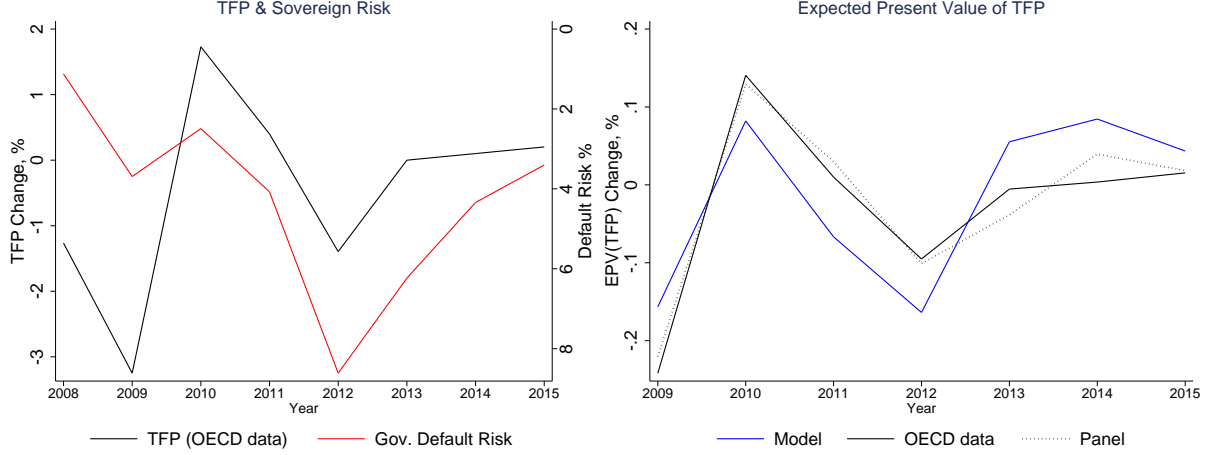 TFP & Sovereign Risk
2
1
0
-1
-2
-3
TFP Change, %
0
2
4
6
8
Default Risk %
2008 2009 2010 2011 2012 2013 2014 2015
Year
TFP (OECD data) Gov. Default Risk
Expected Present Value of TFP
.2
.1
0
-.1
-.2
EPV(TFP) Change, %
2009 2010 2011 2012 2013 2014 2015
Year
Model OECD data Panel